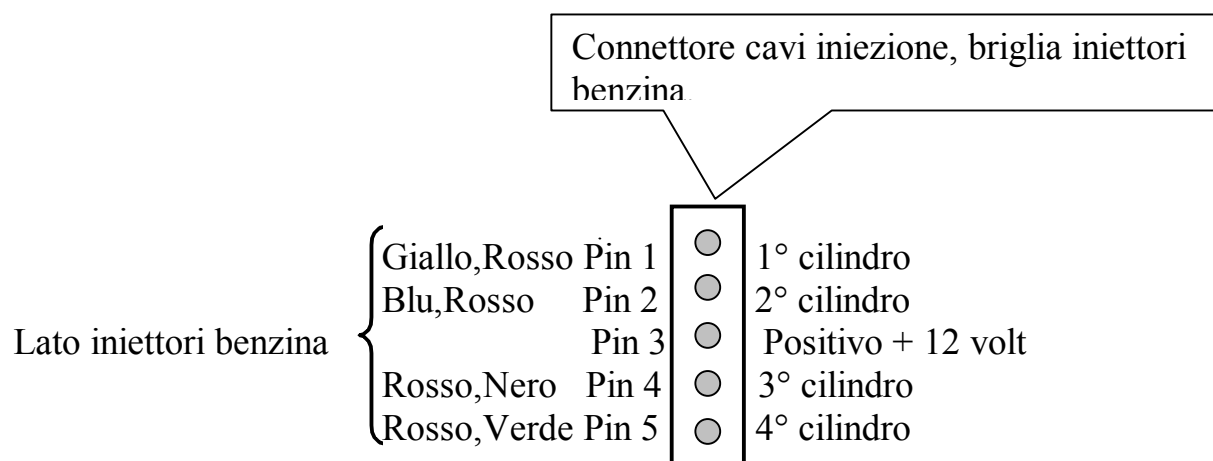 Connettore cavi iniezione, briglia iniettori
benzina.
Giallo,Rosso Pin 1 1° cilindro
Blu,Rosso Pin 2 2° cilindro
Lato iniettori benzina Pin 3 Positivo + 12 volt
Rosso,Nero Pin 4 3° cilindro
Rosso,Verde Pin 5 4° cilindro